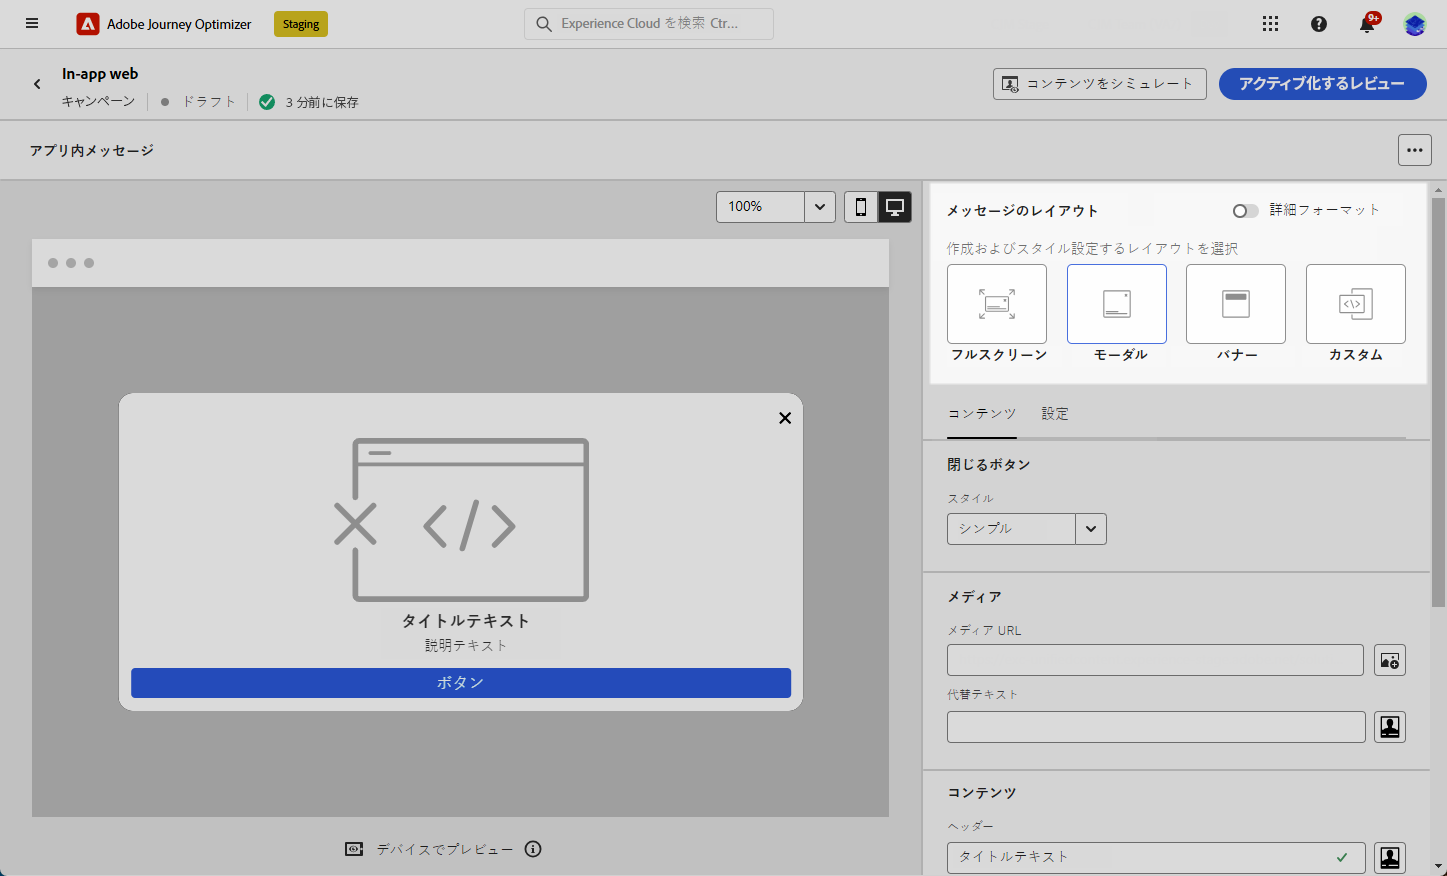 Adobe Journey Optimizer
Staging
Experience Cloud を検索 Ctr...
9+
In-app web
キャンペーン
ドラフト
3 分前に保存
コンテンツをシミュレート
アクティブ化するレビュー
アプリ内メッセージ
100%
メッセージのレイアウト
詳細フォーマット
作成およびスタイル設定するレイアウトを選択
フルスクリーン
モーダル
バナー
カスタム
コンテンツ
設定
閉じるボタン
スタイル
シンプル
メディア
メディア URL
代替テキスト
コンテンツ
ヘッダー
タイトルテキスト
タイトルテキスト
説明テキスト
ボタン
デバイスでプレビュー